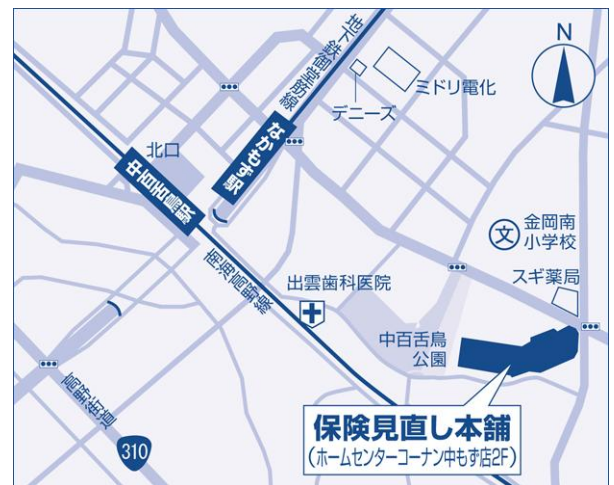 N
地下鉄御堂筋線
ミドリ電化
デニーズ
北口
なかもず駅
中百舌鳥駅
文
金岡南
小学校
南海高野線
出雲歯科医院
スギ薬局
中百舌鳥
公園
高野街道
310
保険見直し本舗
(ホームセンターコーナン中もず店2F)